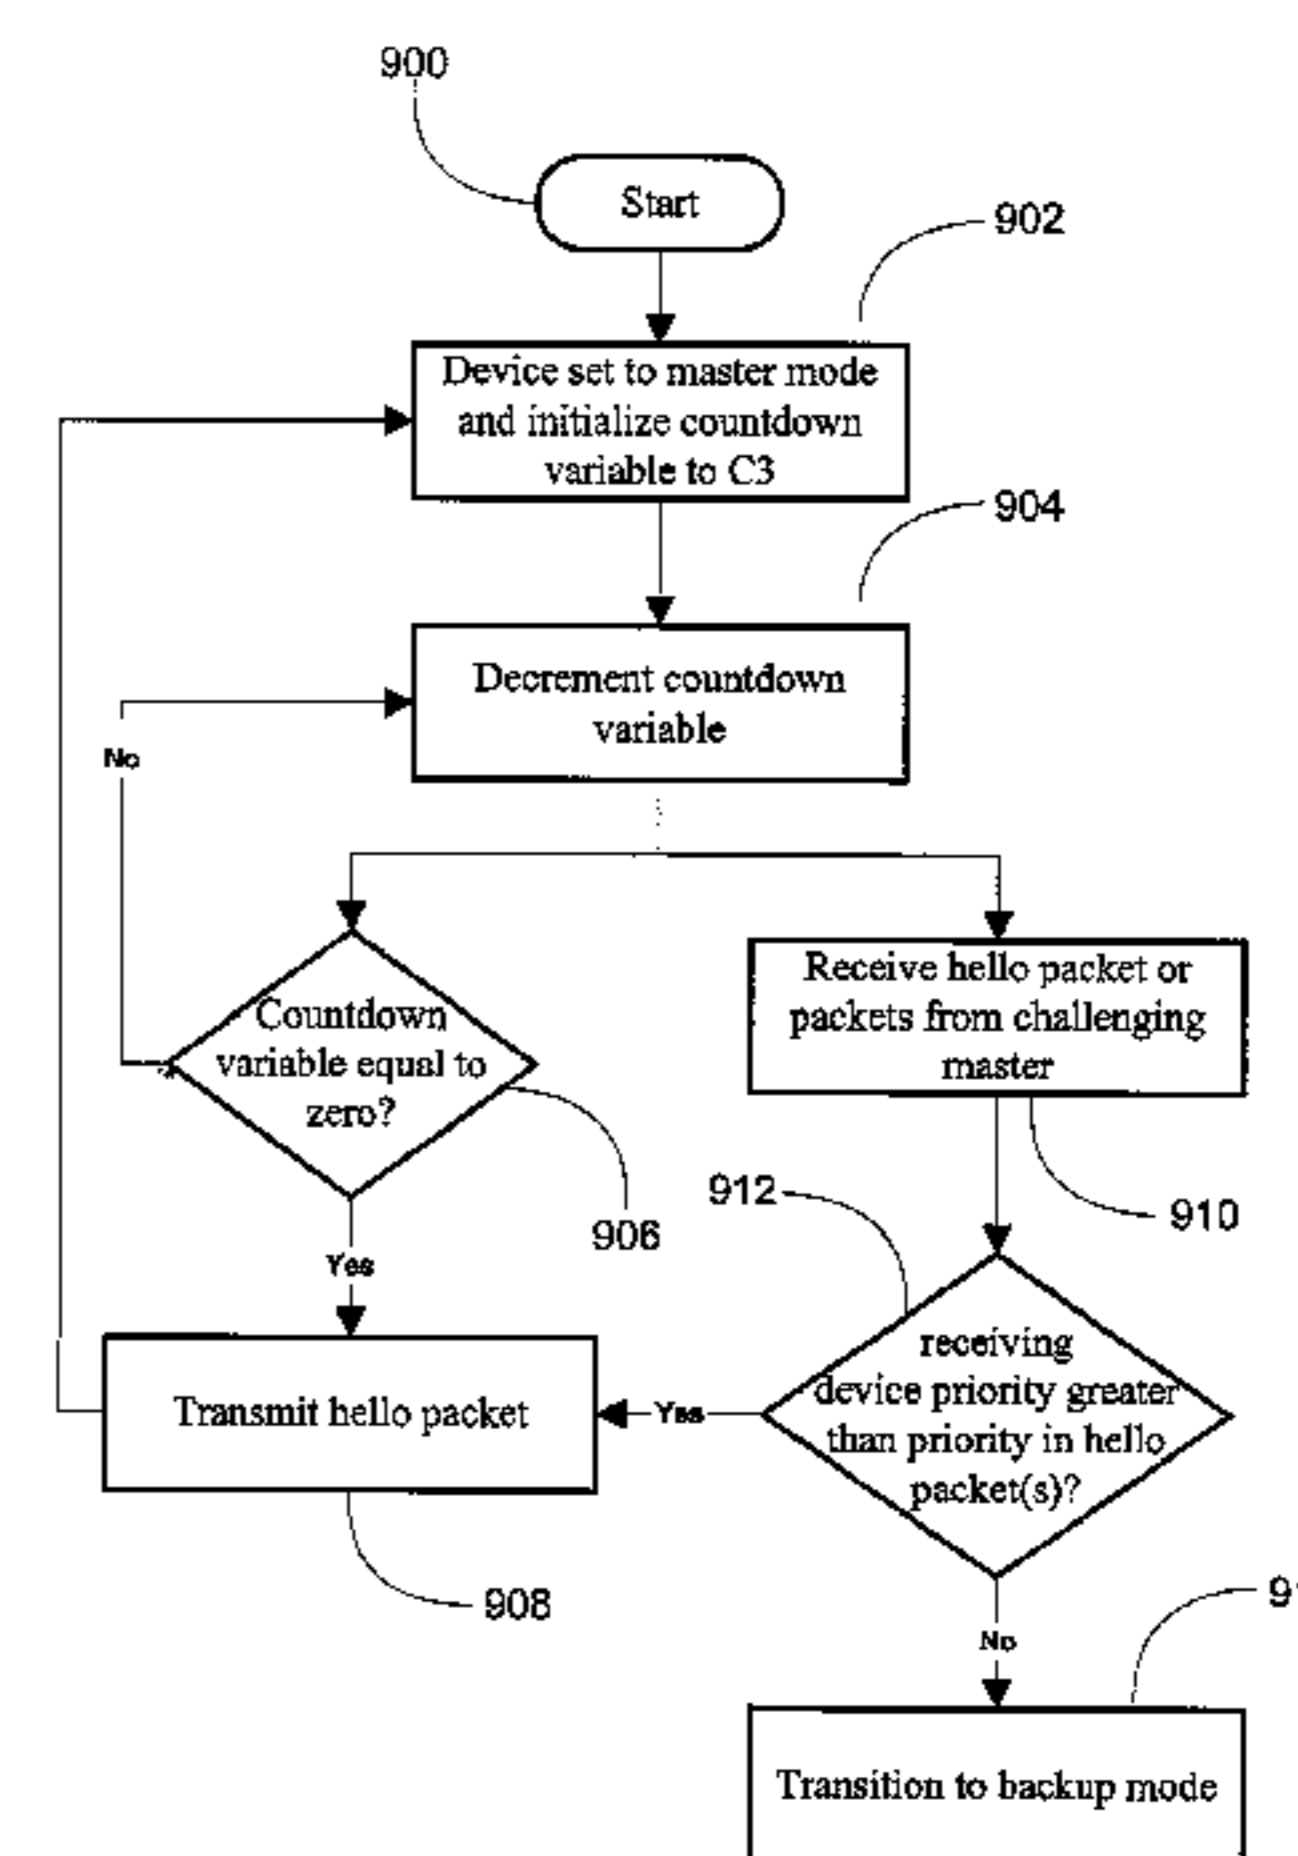 900
Start
902
Device set to master mode
and initialize countdown
variable to C3
904
Decrement countdown
variable
No
Countdown
variable equal to
zero?
906
Yes
Receive hello packet or
packets from challenging
master
910
912
receiving
device priority greater
than priority in hello
packet(s)?
Yes
Transmit hello packet
908
No
Transition to backup mode